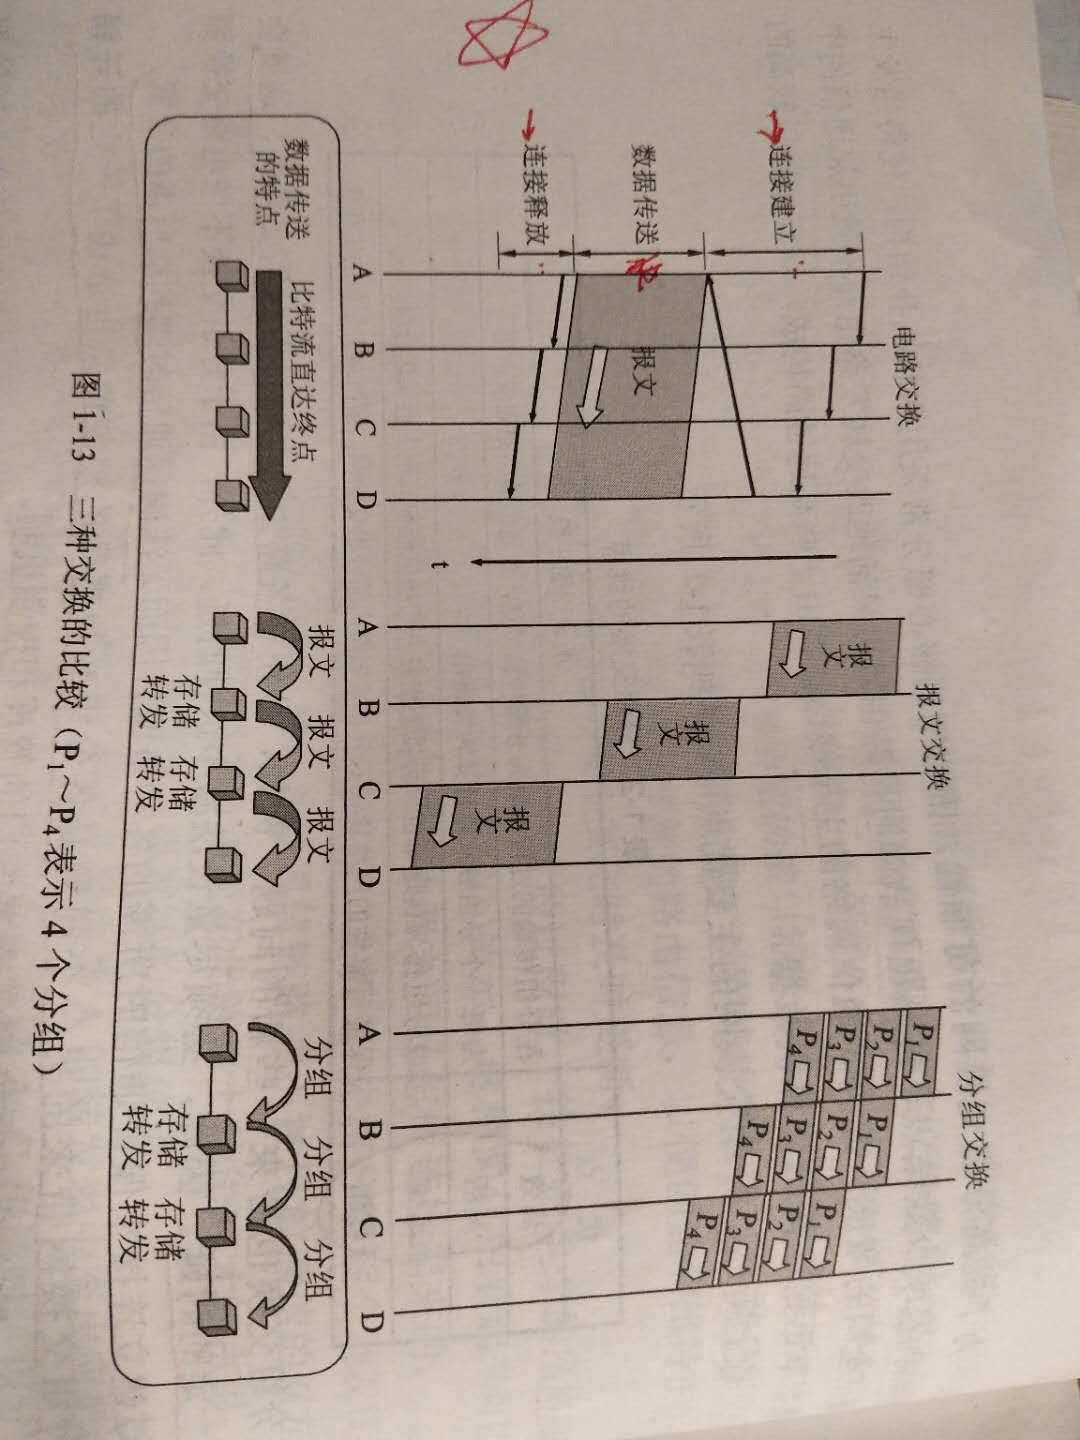 电路交换
报文交换
分组交换
连接建立
数据传送
连接释放
报文
报文
报文
报文
P₁
P₂
P₃
P₄
P₁
P₂
P₃
P₄
P₁
P₂
P₃
P₄
t
A B C D
A B C D
A B C D
数据传送
的特点
比特流直达终点
报文 报文 报文
存储
转发
存储
转发
分组 分组 分组
存储
转发
存储
转发
图 1-13 三种交换的比较（P₁～P₄表示 4 个分组）